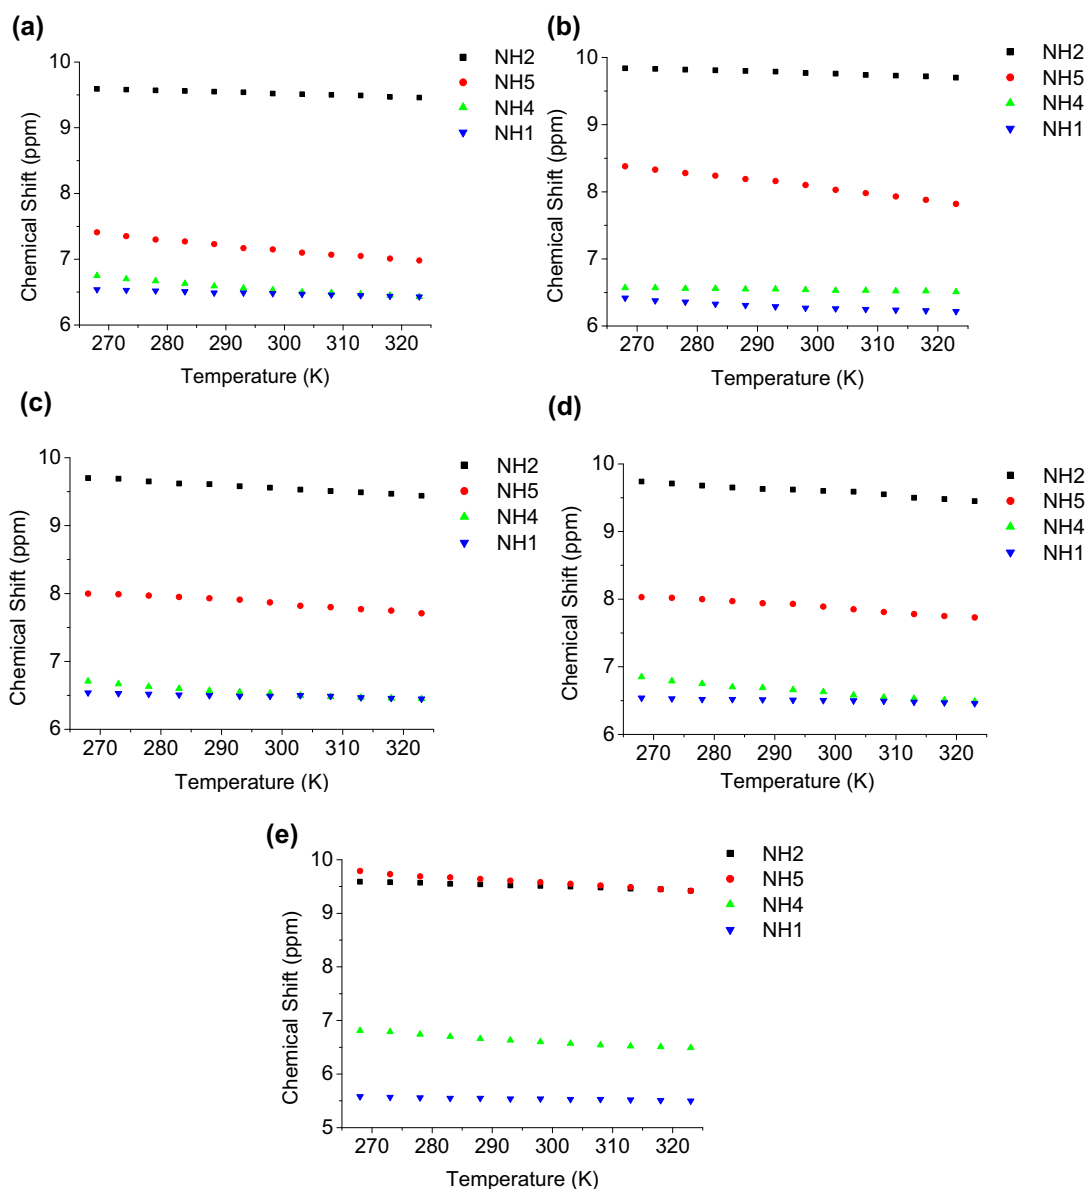 (a)
10
9
8
7
6
Chemical Shift (ppm)
270 280 290 300 310 320
Temperature (K)
NH2
NH5
NH4
NH1
(b)
10
8
6
Chemical Shift (ppm)
270 280 290 300 310 320
Temperature (K)
NH2
NH5
NH4
NH1
(c)
10
9
8
7
6
Chemical Shift (ppm)
270 280 290 300 310 320
Temperature (K)
NH2
NH5
NH4
NH1
(d)
10
9
8
7
6
Chemical Shift (ppm)
270 280 290 300 310 320
Temperature (K)
NH2
NH5
NH4
NH1
(e)
10
9
8
7
6
5
Chemical Shift (ppm)
270 280 290 300 310 320
Temperature (K)
NH2
NH5
NH4
NH1